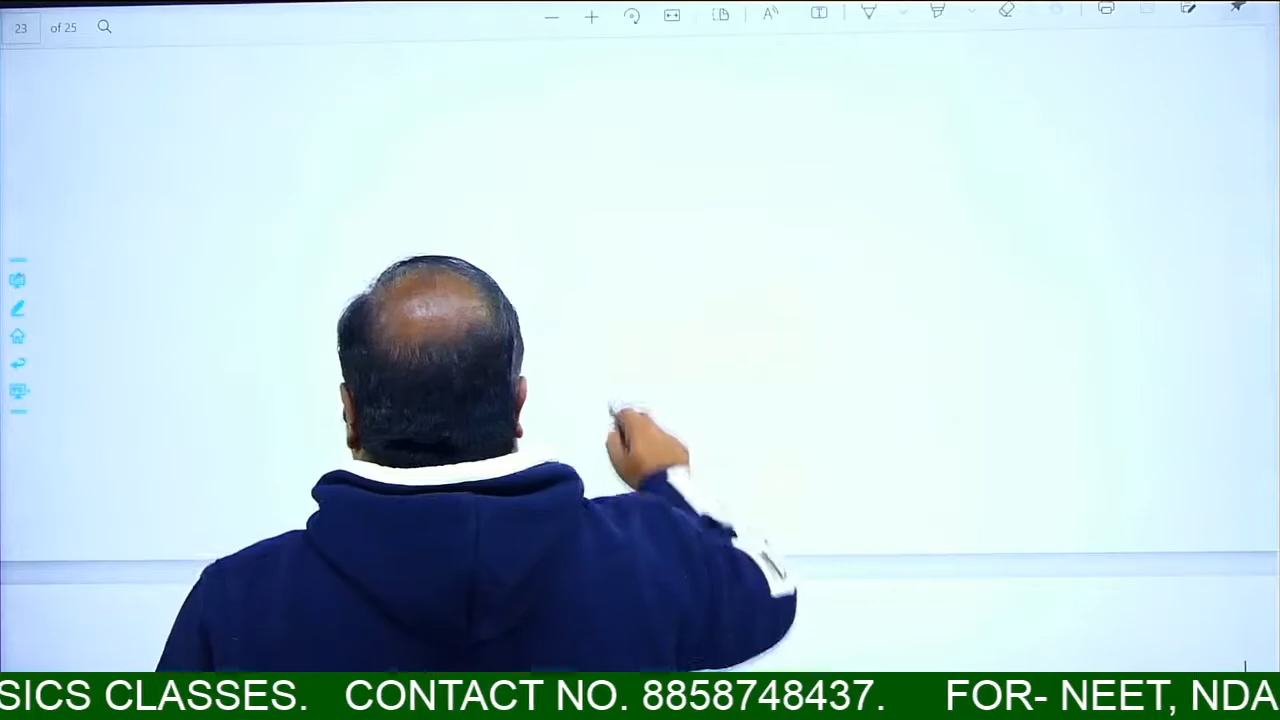 23 of 25
SICS CLASSES. CONTACT NO. 8858748437. FOR- NEET, NDA